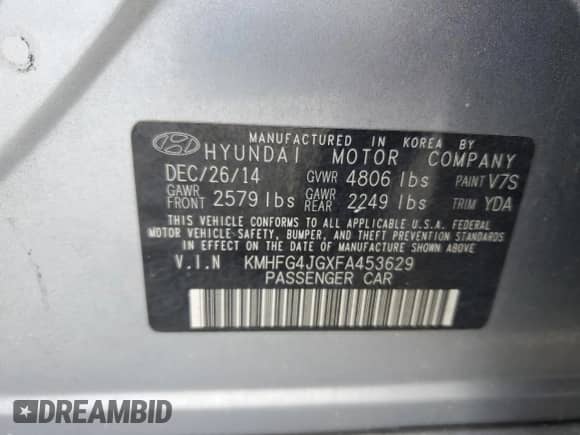 MANUFACTURED IN KOREA BY
HYUNDAI MOTOR COMPANY
DEC/26/14 GVWR 4806 lbs PAINT V7S
GAWR FRONT 2579 lbs GAWR REAR 2249 lbs TRIM YDA
THIS VEHICLE CONFORMS TO ALL APPLICABLE U.S.A. FEDERAL
MOTOR VEHICLE SAFETY, BUMPER, AND THEFT PREVENTION STANDARDS
IN EFFECT ON THE DATE OF MANUFACTURE SHOWN ABOVE
V.I.N KMHFG4JGXFA453629
PASSENGER CAR
DREAMBID